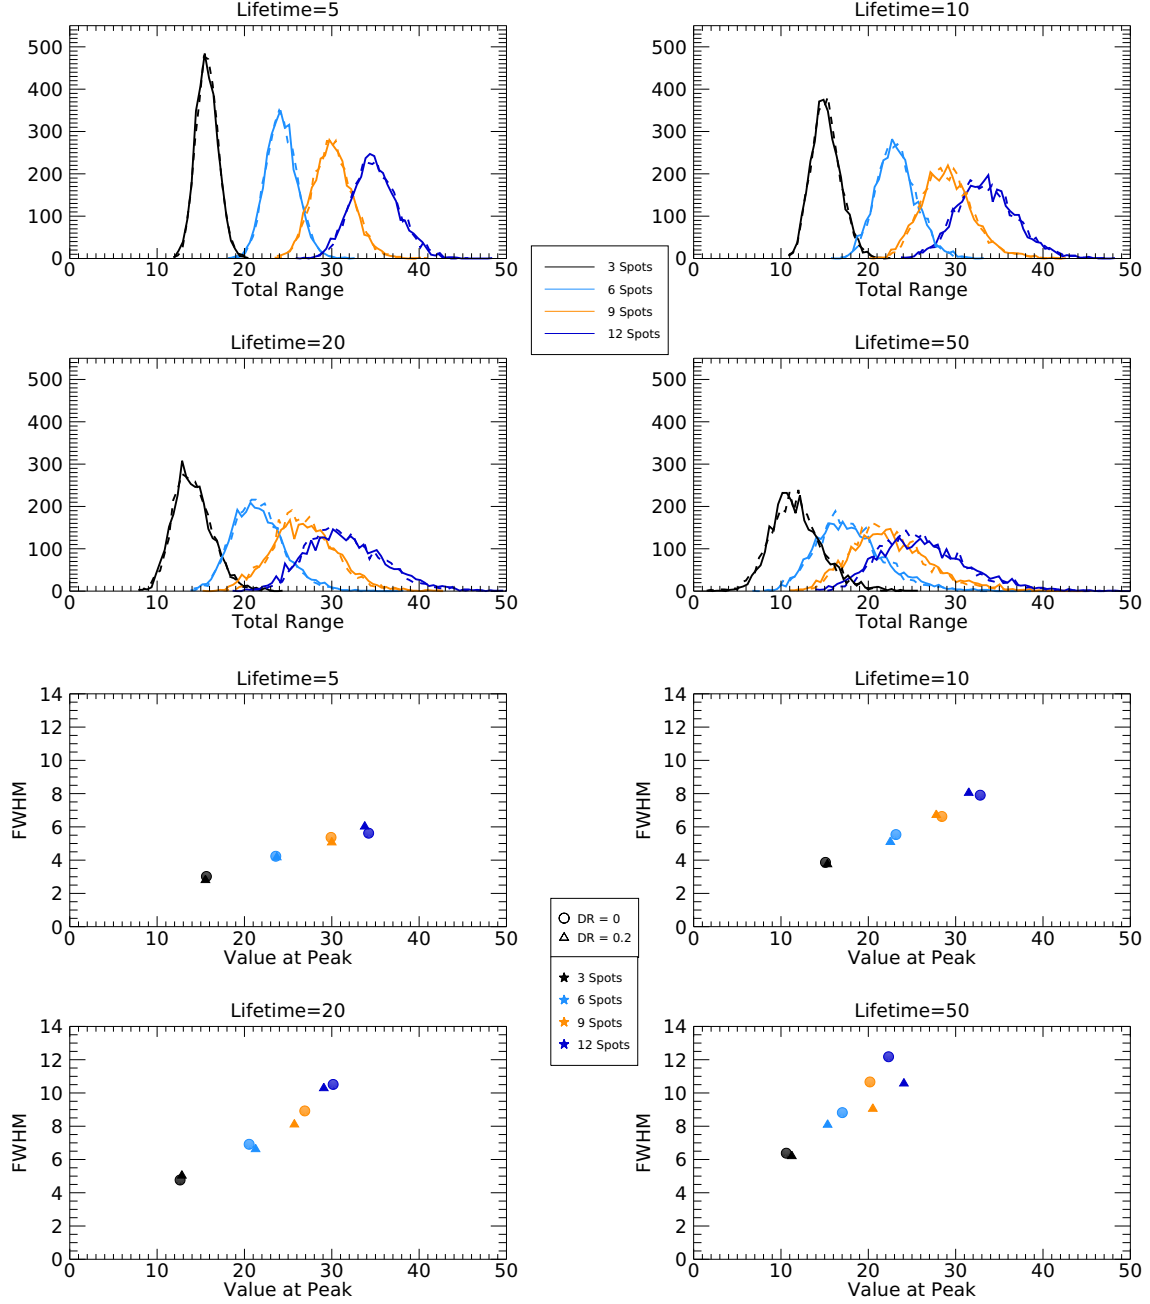 Lifetime=5
500
400
300
200
100
0
0 10 20 30 40 50
Total Range
Lifetime=10
500
400
300
200
100
0
0 10 20 30 40 50
Total Range
3 Spots
6 Spots
9 Spots
12 Spots
Lifetime=20
500
400
300
200
100
0
0 10 20 30 40 50
Total Range
Lifetime=50
500
400
300
200
100
0
0 10 20 30 40 50
Total Range
Lifetime=5
FWHM
14
12
10
8
6
4
2
0
0 10 20 30 40 50
Value at Peak
Lifetime=10
FWHM
14
12
10
8
6
4
2
0
0 10 20 30 40 50
Value at Peak
DR = 0
DR = 0.2
3 Spots
6 Spots
9 Spots
12 Spots
Lifetime=20
FWHM
14
12
10
8
6
4
2
0
0 10 20 30 40 50
Value at Peak
Lifetime=50
FWHM
14
12
10
8
6
4
2
0
0 10 20 30 40 50
Value at Peak